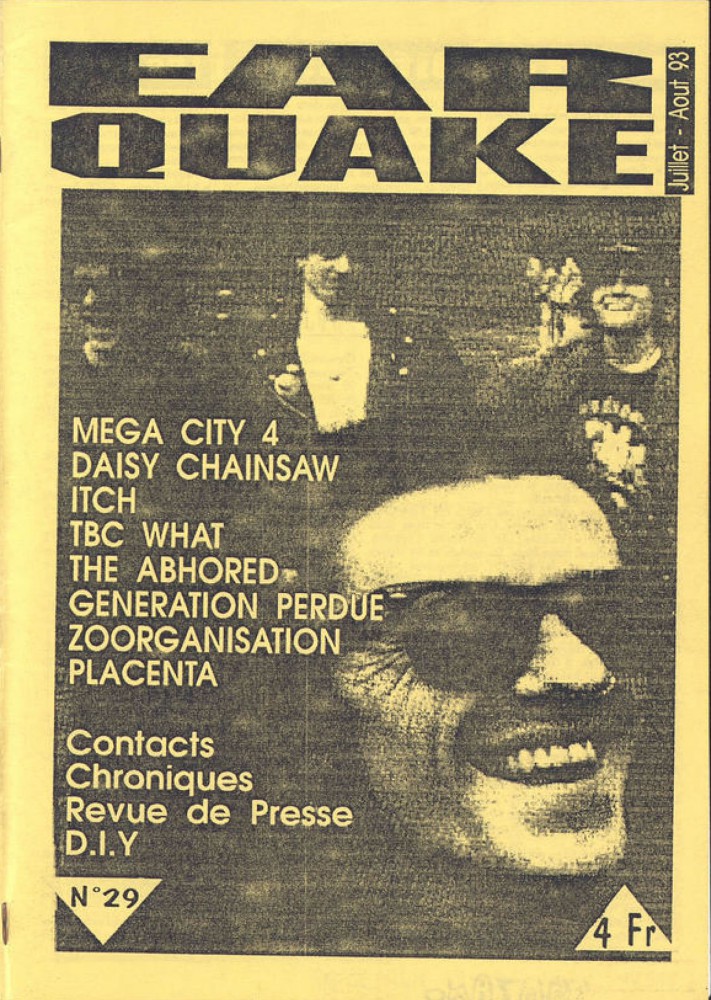 EAR
QUAKE
Juillet - Aout 93
MEGA CITY 4
DAISY CHAINSAW
ITCH
TBC WHAT
THE ABHORED
GENERATION PERDUE
ZOORGANISATION
PLACENTA
Contacts
Chroniques
Revue de Presse
D.I.Y
N°29
4 Fr